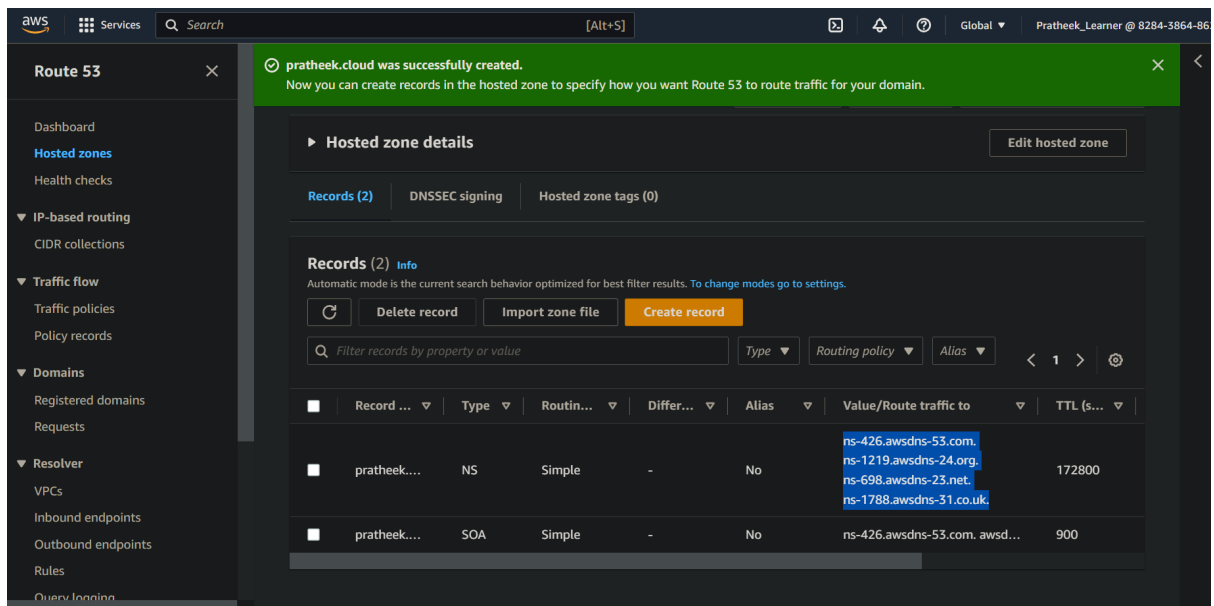 aws
Services
Search
[Alt+S]
Global
Pratheek_Learner @ 8284-3864-86
Route 53
pratheek.cloud was successfully created.
Now you can create records in the hosted zone to specify how you want Route 53 to route traffic for your domain.
Dashboard
Hosted zones
Health checks
IP-based routing
CIDR collections
Traffic flow
Traffic policies
Policy records
Domains
Registered domains
Requests
Resolver
VPCs
Inbound endpoints
Outbound endpoints
Rules
Query logging
Hosted zone details
Edit hosted zone
Records (2)
DNSSEC signing
Hosted zone tags (0)
Records (2) Info
Automatic mode is the current search behavior optimized for best filter results. To change modes go to settings.
Delete record
Import zone file
Create record
Filter records by property or value
Type
Routing policy
Alias
1
Record ... Type Routin... Differ... Alias Value/Route traffic to TTL (s...
pratheek.... NS Simple - No
ns-426.awsdns-53.com.
ns-1219.awsdns-24.org.
ns-698.awsdns-23.net.
ns-1788.awsdns-31.co.uk.
172800
pratheek.... SOA Simple - No ns-426.awsdns-53.com. awsd... 900